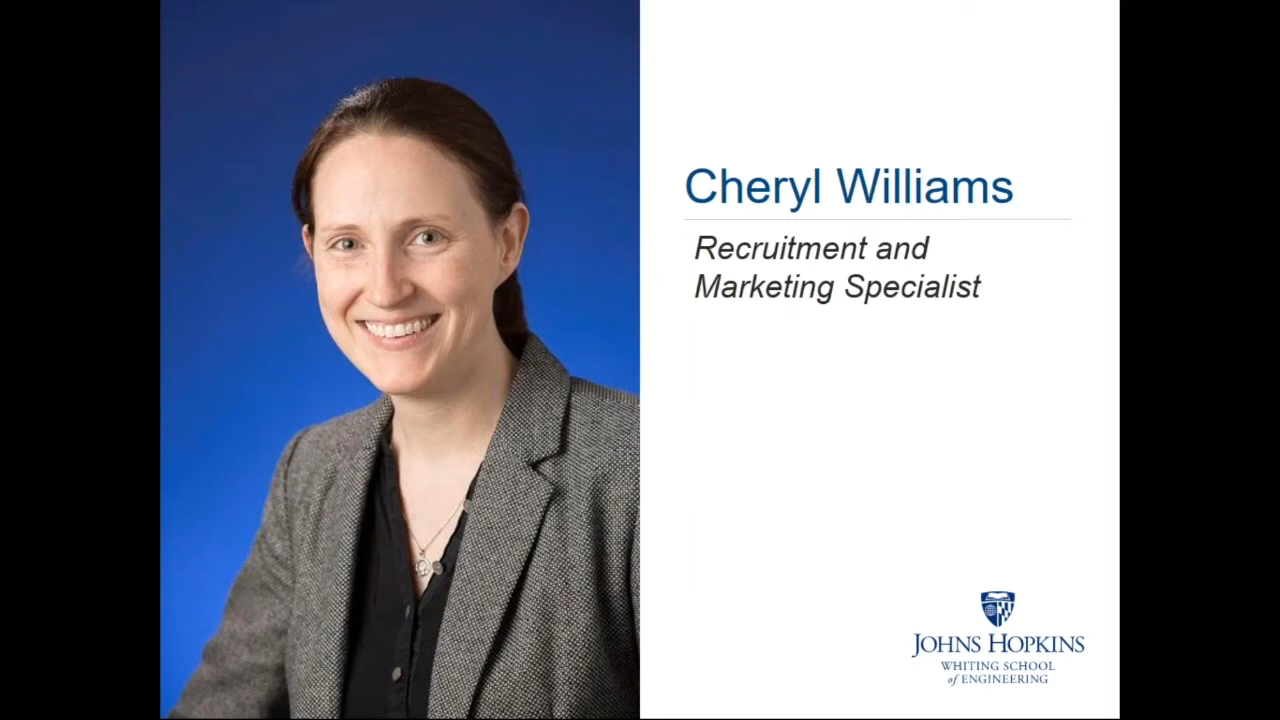 Cheryl Williams
Recruitment and
Marketing Specialist
JOHNS HOPKINS
WHITING SCHOOL
of ENGINEERING